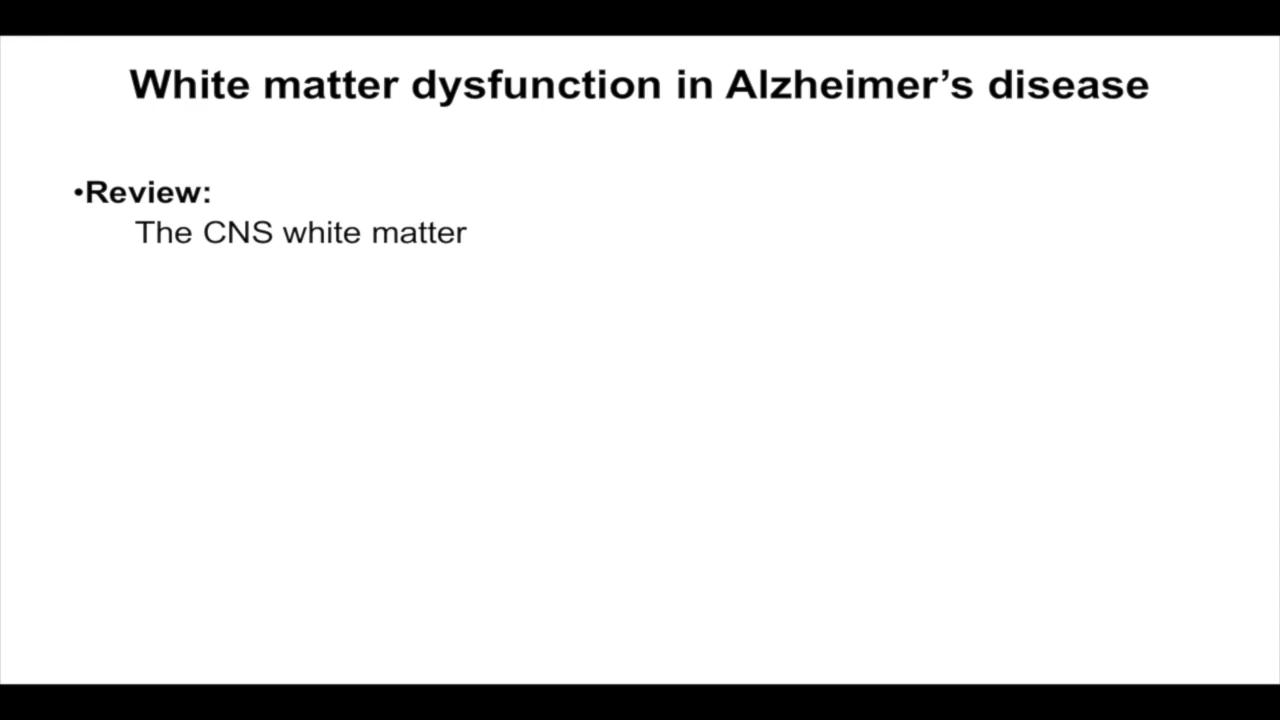 White matter dysfunction in Alzheimer’s disease
•Review:
The CNS white matter